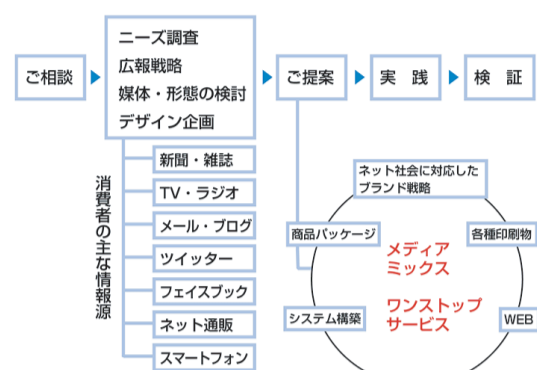 ご相談
ニーズ調査
広報戦略
媒体・形態の検討
デザイン企画
ご提案
実　践
検　証
消費者の主な情報源
新聞・雑誌
TV・ラジオ
メール・ブログ
ツイッター
フェイスブック
ネット通販
スマートフォン
ネット社会に対応した
ブランド戦略
商品パッケージ
各種印刷物
メディア
ミックス
ワンストップ
サービス
システム構築
WEB